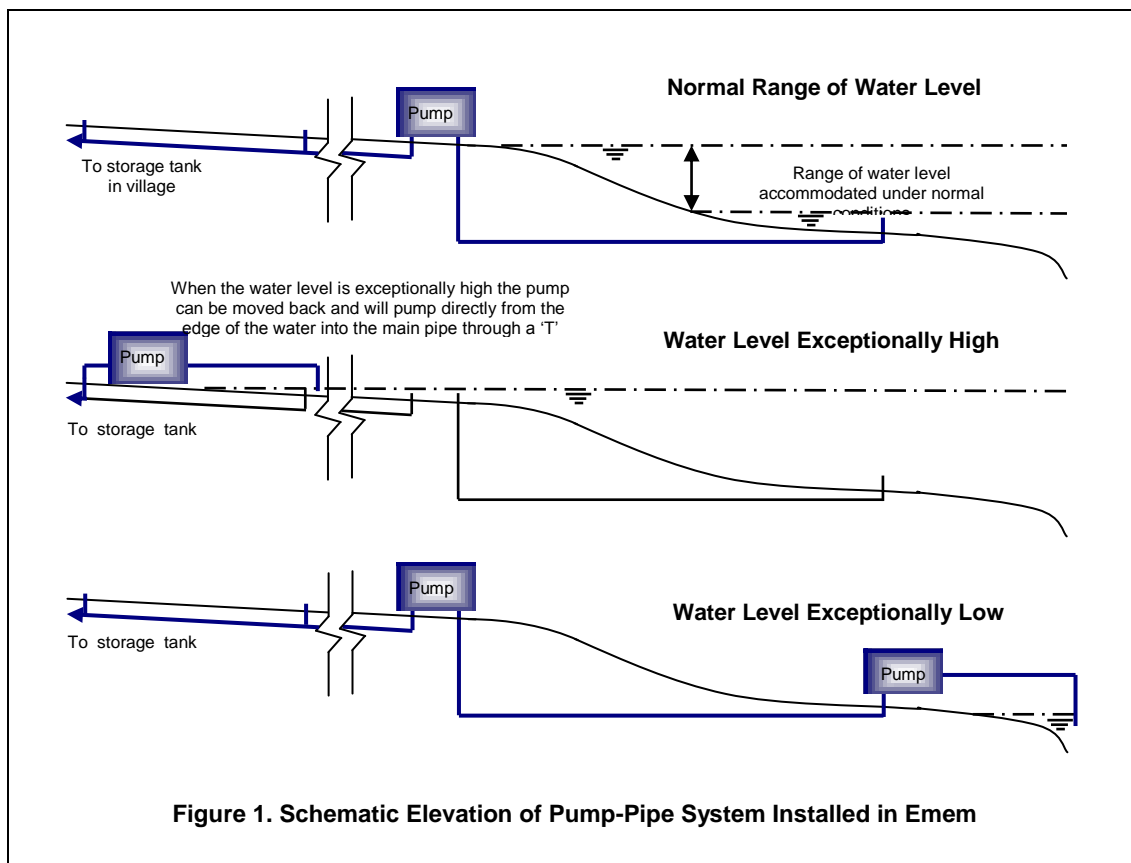 Normal Range of Water Level
Pump
To storage tank
in village
Range of water level
accommodated under normal
conditions
When the water level is exceptionally high the pump
can be moved back and will pump directly from the
edge of the water into the main pipe through a ‘T’
Water Level Exceptionally High
Pump
To storage tank
Pump
Water Level Exceptionally Low
To storage tank
Pump
Figure 1. Schematic Elevation of Pump-Pipe System Installed in Emem